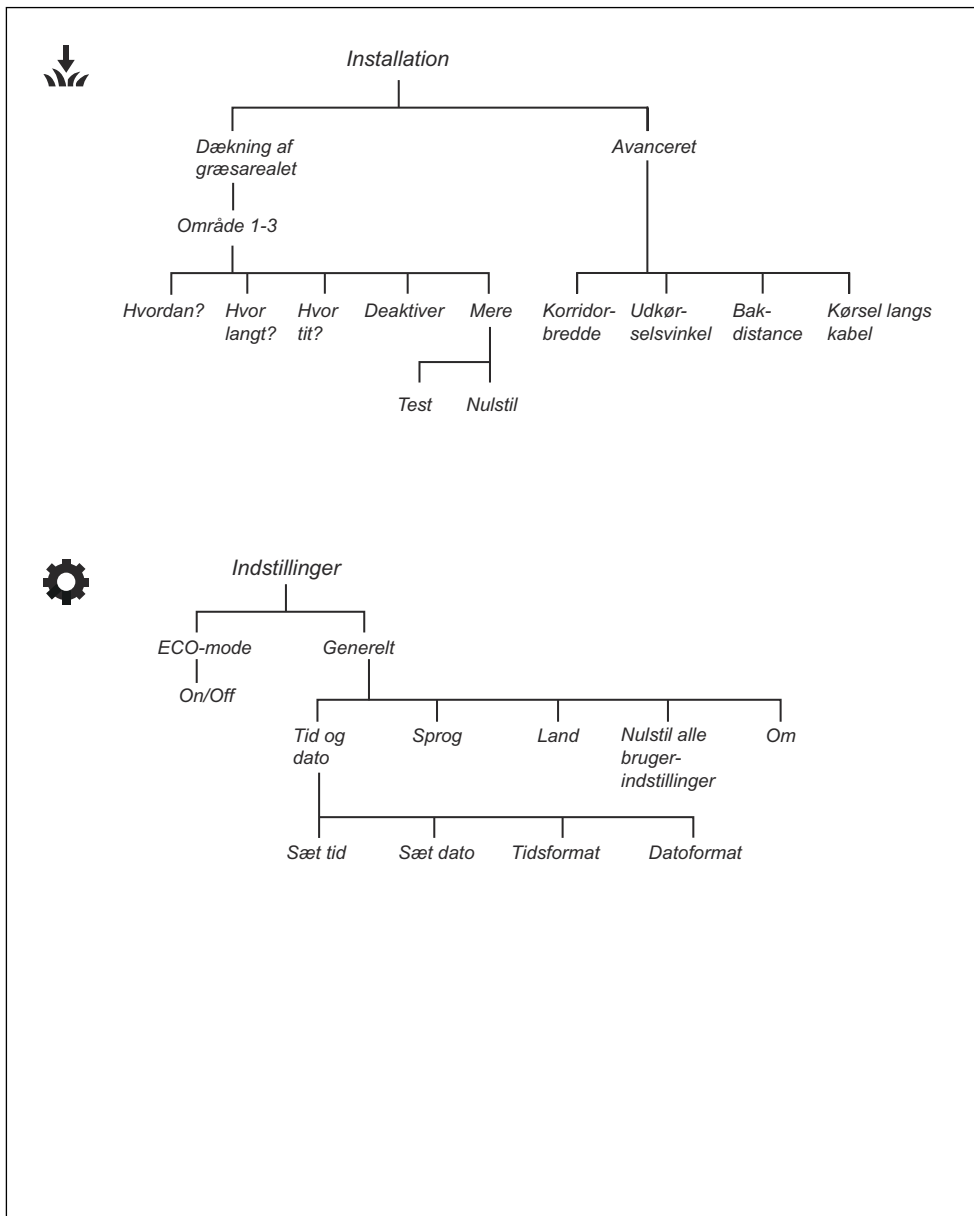 Installation
Dækning af
græsarealet
Avanceret
Område 1-3
Hvordan?
Hvor
langt?
Hvor
tit?
Deaktiver
Mere
Korridor-
bredde
Udkør-
selsvinkel
Bak-
distance
Kørsel langs
kabel
Test
Nulstil
Indstillinger
ECO-mode
Generelt
On/Off
Tid og
dato
Sprog
Land
Nulstil alle
bruger-
indstillinger
Om
Sæt tid
Sæt dato
Tidsformat
Datoformat